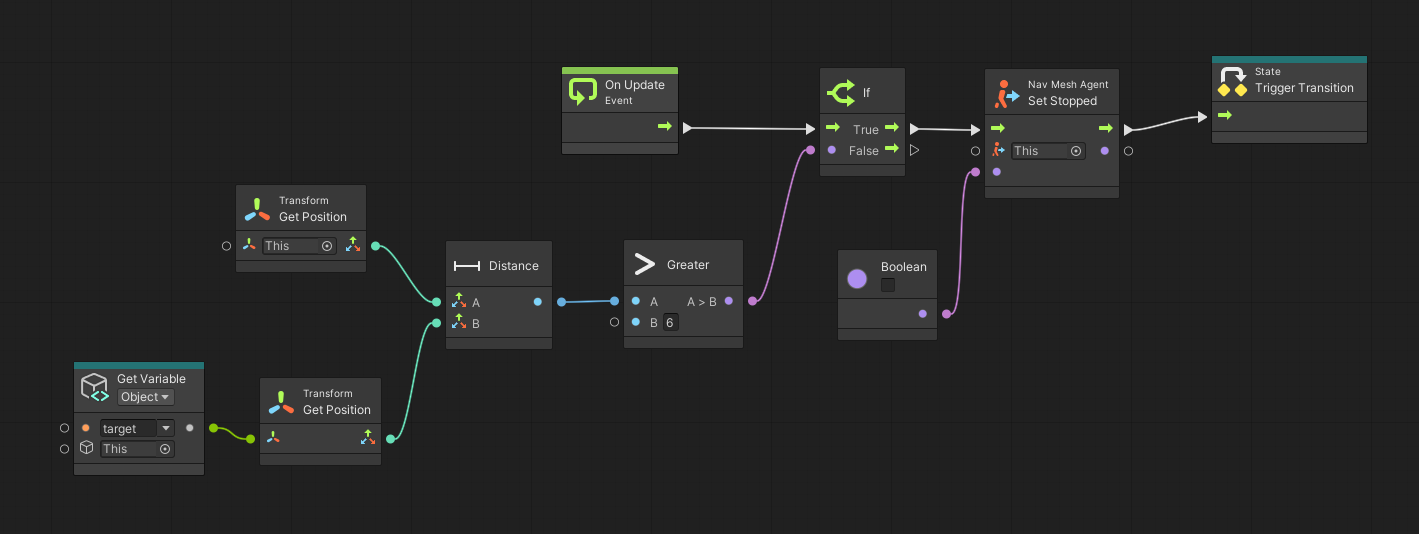 On Update
Event
If
True
False
Nav Mesh Agent
Set Stopped
This
State
Trigger Transition
Transform
Get Position
This
Distance
A
B
Greater
A
A > B
B
6
Boolean
Get Variable
Object
target
This
Transform
Get Position